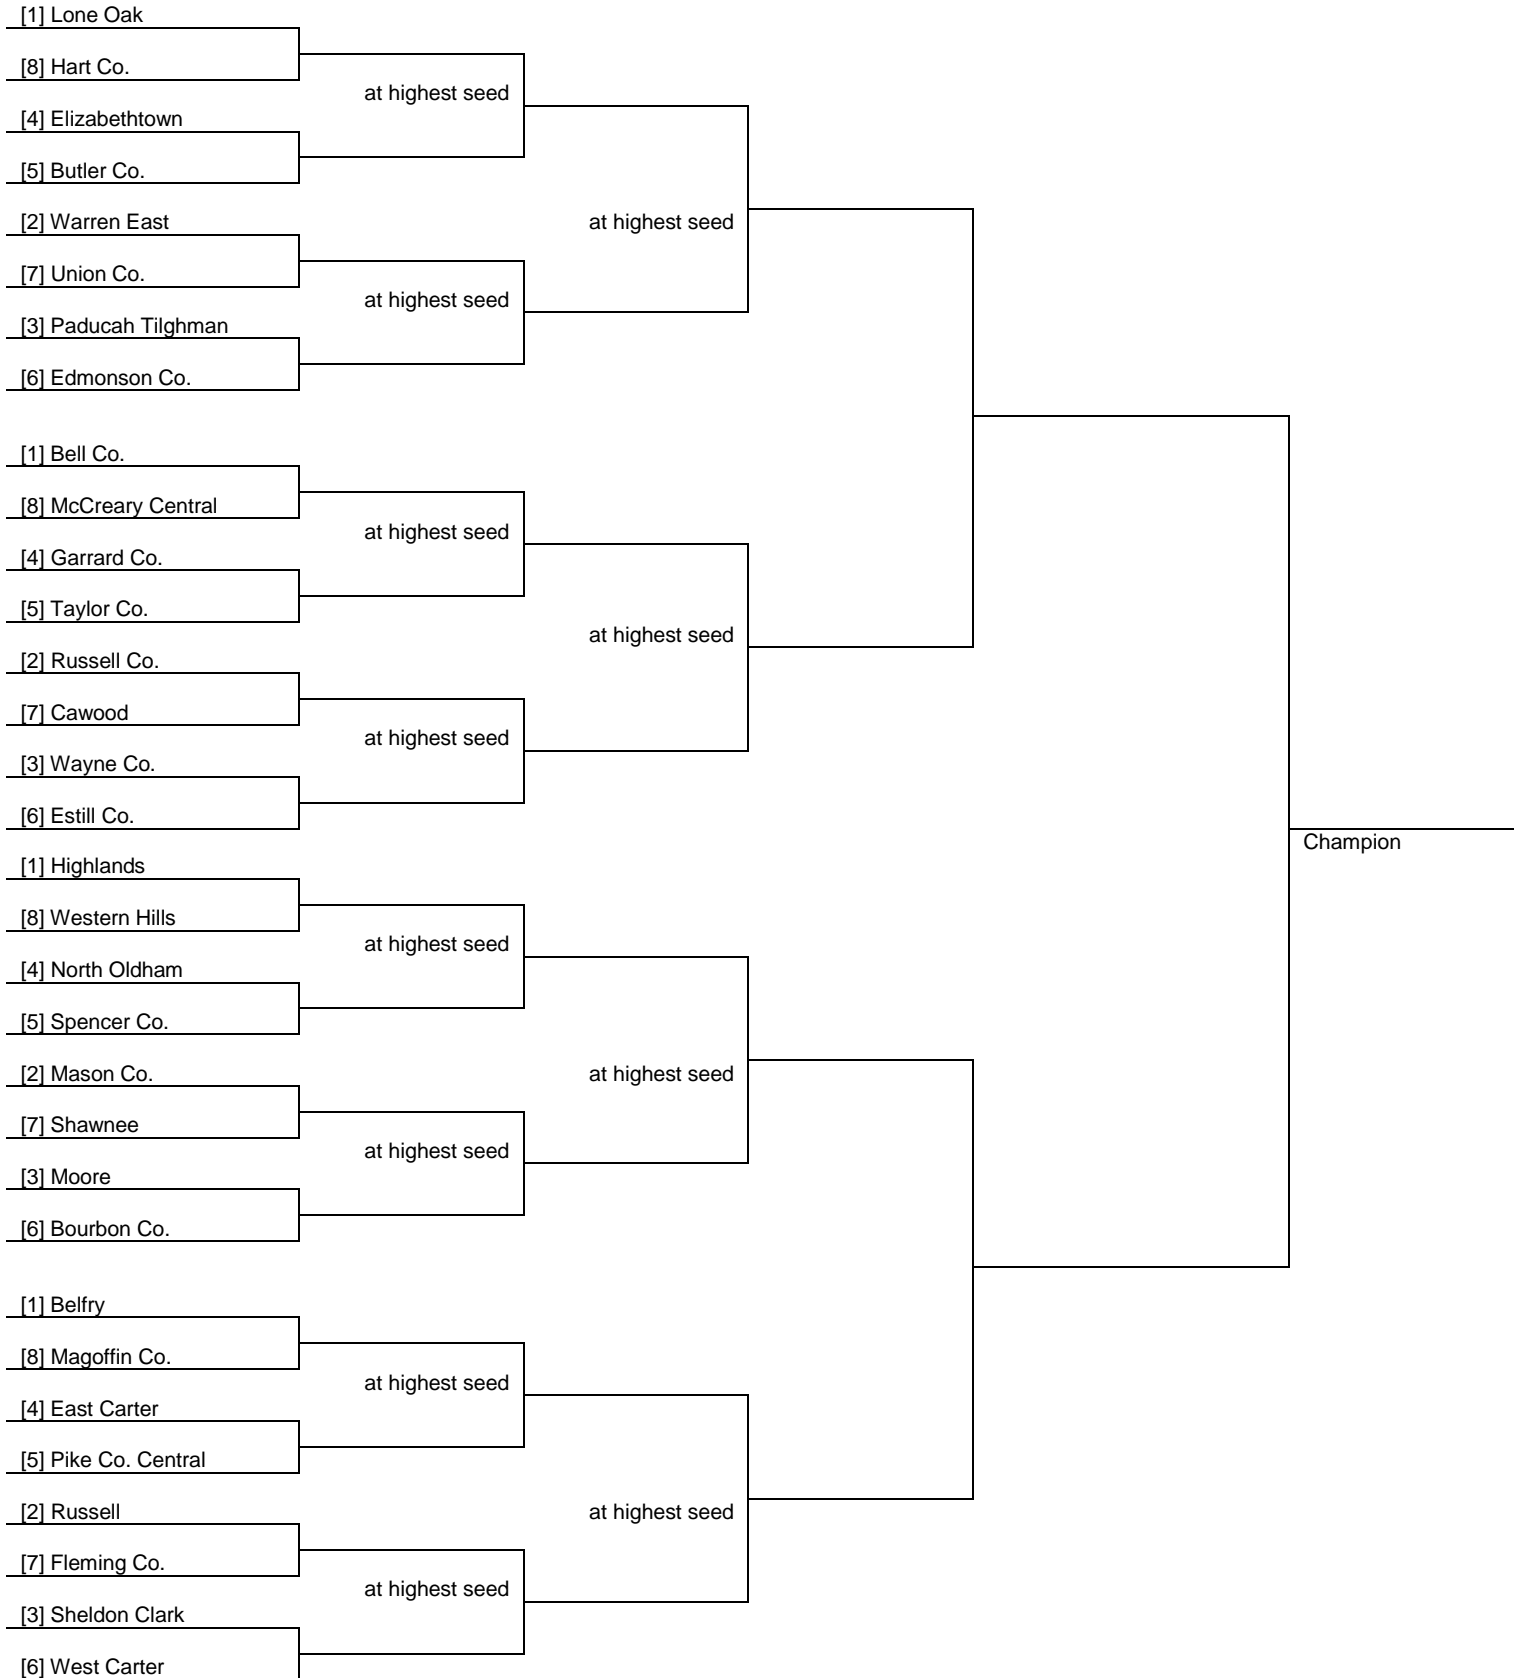 [1] Lone Oak
[8] Hart Co.
at highest seed
[4] Elizabethtown
[5] Butler Co.
[2] Warren East
at highest seed
[7] Union Co.
at highest seed
[3] Paducah Tilghman
[6] Edmonson Co.
[1] Bell Co.
[8] McCreary Central
at highest seed
[4] Garrard Co.
[5] Taylor Co.
at highest seed
[2] Russell Co.
[7] Cawood
at highest seed
[3] Wayne Co.
[6] Estill Co.
Champion
[1] Highlands
[8] Western Hills
at highest seed
[4] North Oldham
[5] Spencer Co.
[2] Mason Co.
at highest seed
[7] Shawnee
at highest seed
[3] Moore
[6] Bourbon Co.
[1] Belfry
[8] Magoffin Co.
at highest seed
[4] East Carter
[5] Pike Co. Central
[2] Russell
at highest seed
[7] Fleming Co.
at highest seed
[3] Sheldon Clark
[6] West Carter